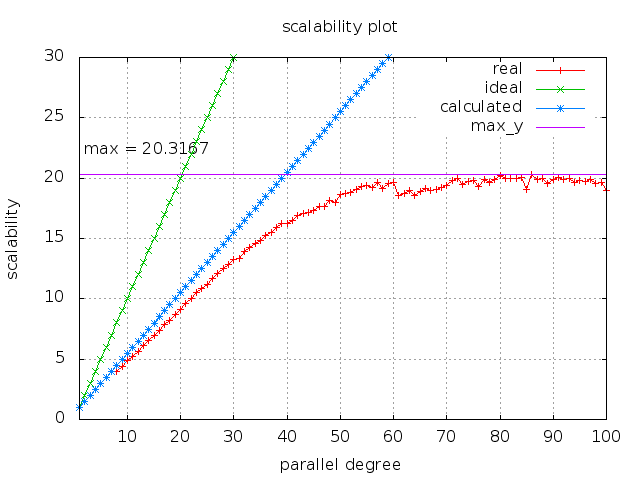 scalability plot
30
25
20
15
10
5
0
scalability
max = 20.3167
real
ideal
calculated
max_y
10 20 30 40 50 60 70 80 90 100
parallel degree